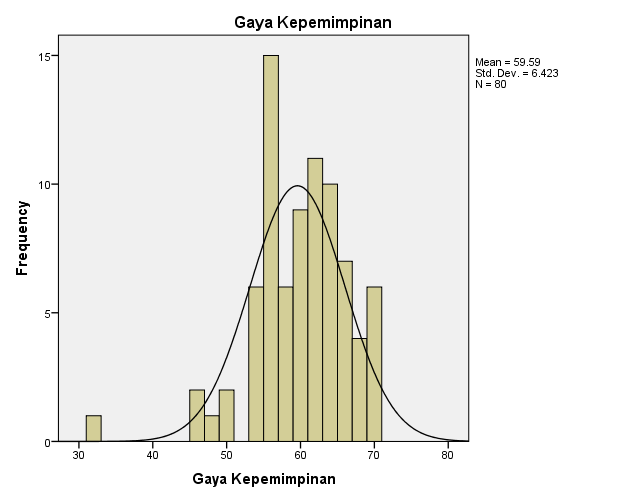 Gaya Kepemimpinan
Mean = 59.59
Std. Dev. = 6.423
N = 80
Frequency
15
10
5
0
30 40 50 60 70 80
Gaya Kepemimpinan